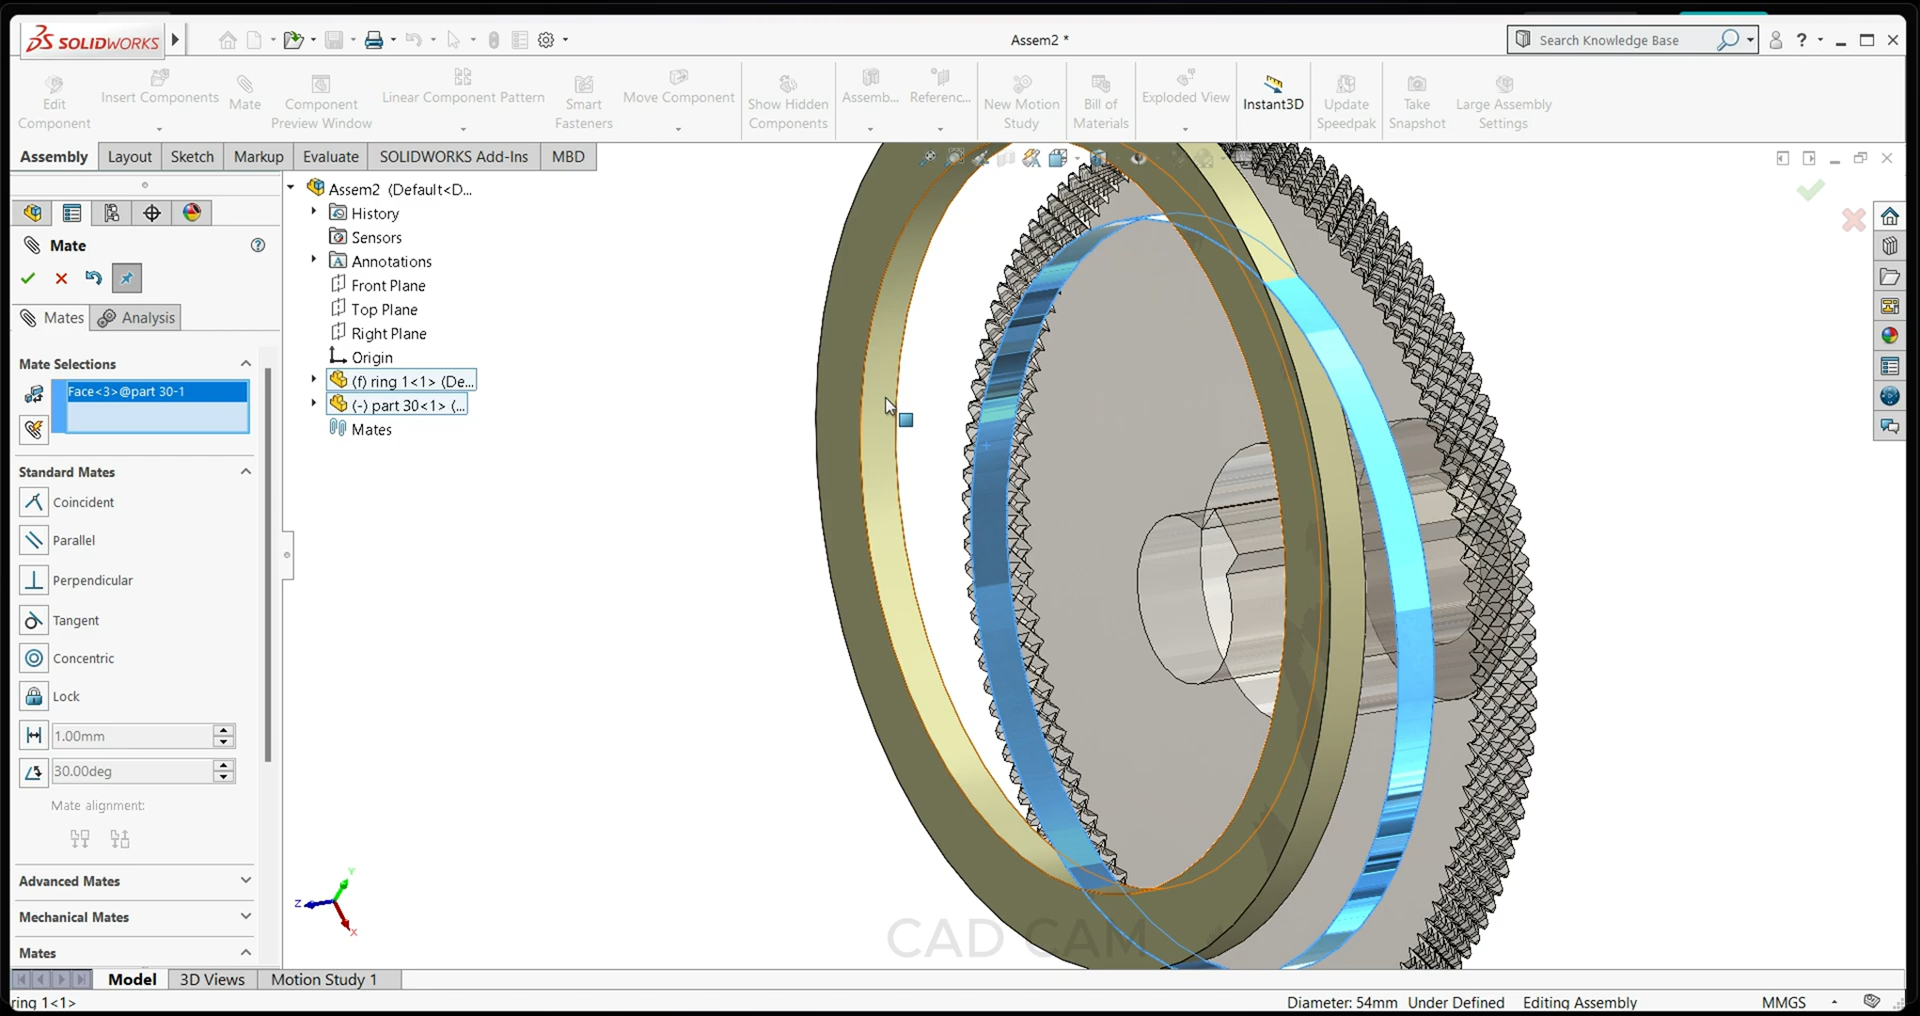 SOLIDWORKS
Assem2 *
Search Knowledge Base
?
Edit Component
Insert Components
Mate
Component Preview Window
Linear Component Pattern
Smart Fasteners
Move Component
Show Hidden Components
Assemb...
Referenc...
New Motion Study
Bill of Materials
Exploded View
Instant3D
Update Speedpak
Take Snapshot
Large Assembly Settings
Assembly
Layout
Sketch
Markup
Evaluate
SOLIDWORKS Add-Ins
MBD
Mate
?
Mates
Analysis
Mate Selections
Face<3>@part 30-1
Standard Mates
Coincident
Parallel
Perpendicular
Tangent
Concentric
Lock
1.00mm
30.00deg
Mate alignment:
Advanced Mates
Mechanical Mates
Mates
Assem2 (Default<D...
History
Sensors
Annotations
Front Plane
Top Plane
Right Plane
Origin
(f) ring 1<1> (De...
(-) part 30<1> (...
Mates
Y
Z
X
CAD CAM
Model
3D Views
Motion Study 1
ring 1<1>
Diameter: 54mm
Under Defined
Editing Assembly
MMGS